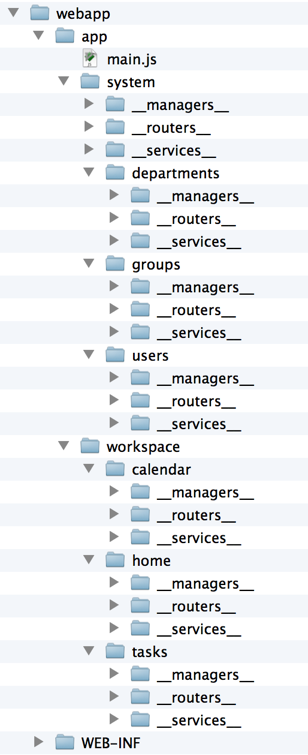 webapp
app
main.js
system
__managers__
__routers__
__services__
departments
__managers__
__routers__
__services__
groups
__managers__
__routers__
__services__
users
__managers__
__routers__
__services__
workspace
calendar
__managers__
__routers__
__services__
home
__managers__
__routers__
__services__
tasks
__managers__
__routers__
__services__
WEB-INF